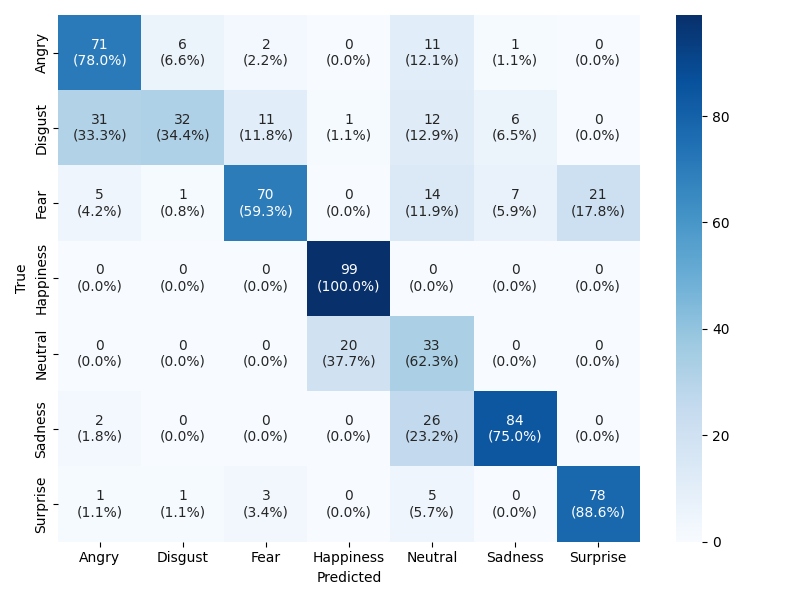 Angry 71 6 2 0 11 1 0
(78.0%) (6.6%) (2.2%) (0.0%) (12.1%) (1.1%) (0.0%)
Disgust 31 32 11 1 12 6 0
(33.3%) (34.4%) (11.8%) (1.1%) (12.9%) (6.5%) (0.0%)
Fear 5 1 70 0 14 7 21
(4.2%) (0.8%) (59.3%) (0.0%) (11.9%) (5.9%) (17.8%)
Happiness 0 0 0 99 0 0 0
(0.0%) (0.0%) (0.0%) (100.0%) (0.0%) (0.0%) (0.0%)
Neutral 0 0 0 20 33 0 0
(0.0%) (0.0%) (0.0%) (37.7%) (62.3%) (0.0%) (0.0%)
Sadness 2 0 0 0 26 84 0
(1.8%) (0.0%) (0.0%) (0.0%) (23.2%) (75.0%) (0.0%)
Surprise 1 1 3 0 5 0 78
(1.1%) (1.1%) (3.4%) (0.0%) (5.7%) (0.0%) (88.6%)
Angry Disgust Fear Happiness Neutral Sadness Surprise
Predicted
True
80
60
40
20
0